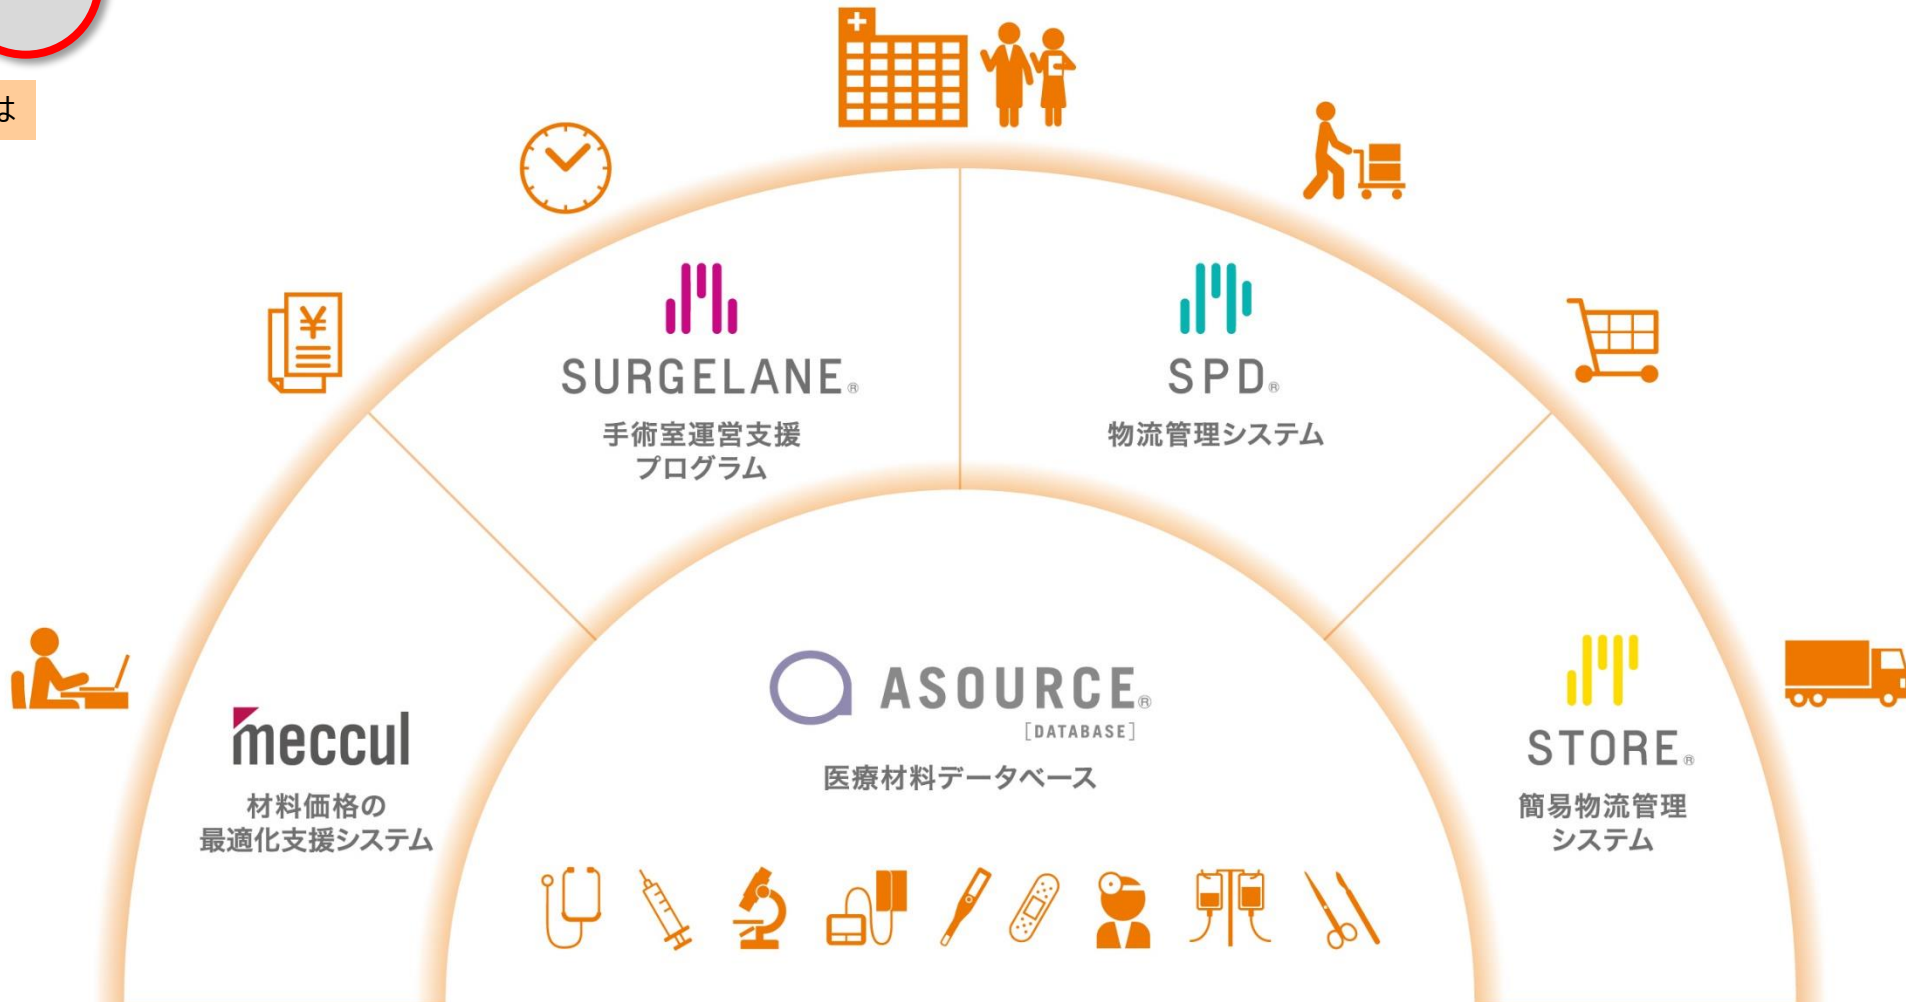 は
SURGELANE®
手術室運営支援
プログラム
SPD®
物流管理システム
meccul
材料価格の
最適化支援システム
ASOURCE®
[DATABASE]
医療材料データベース
STORE®
簡易物流管理
システム
¥